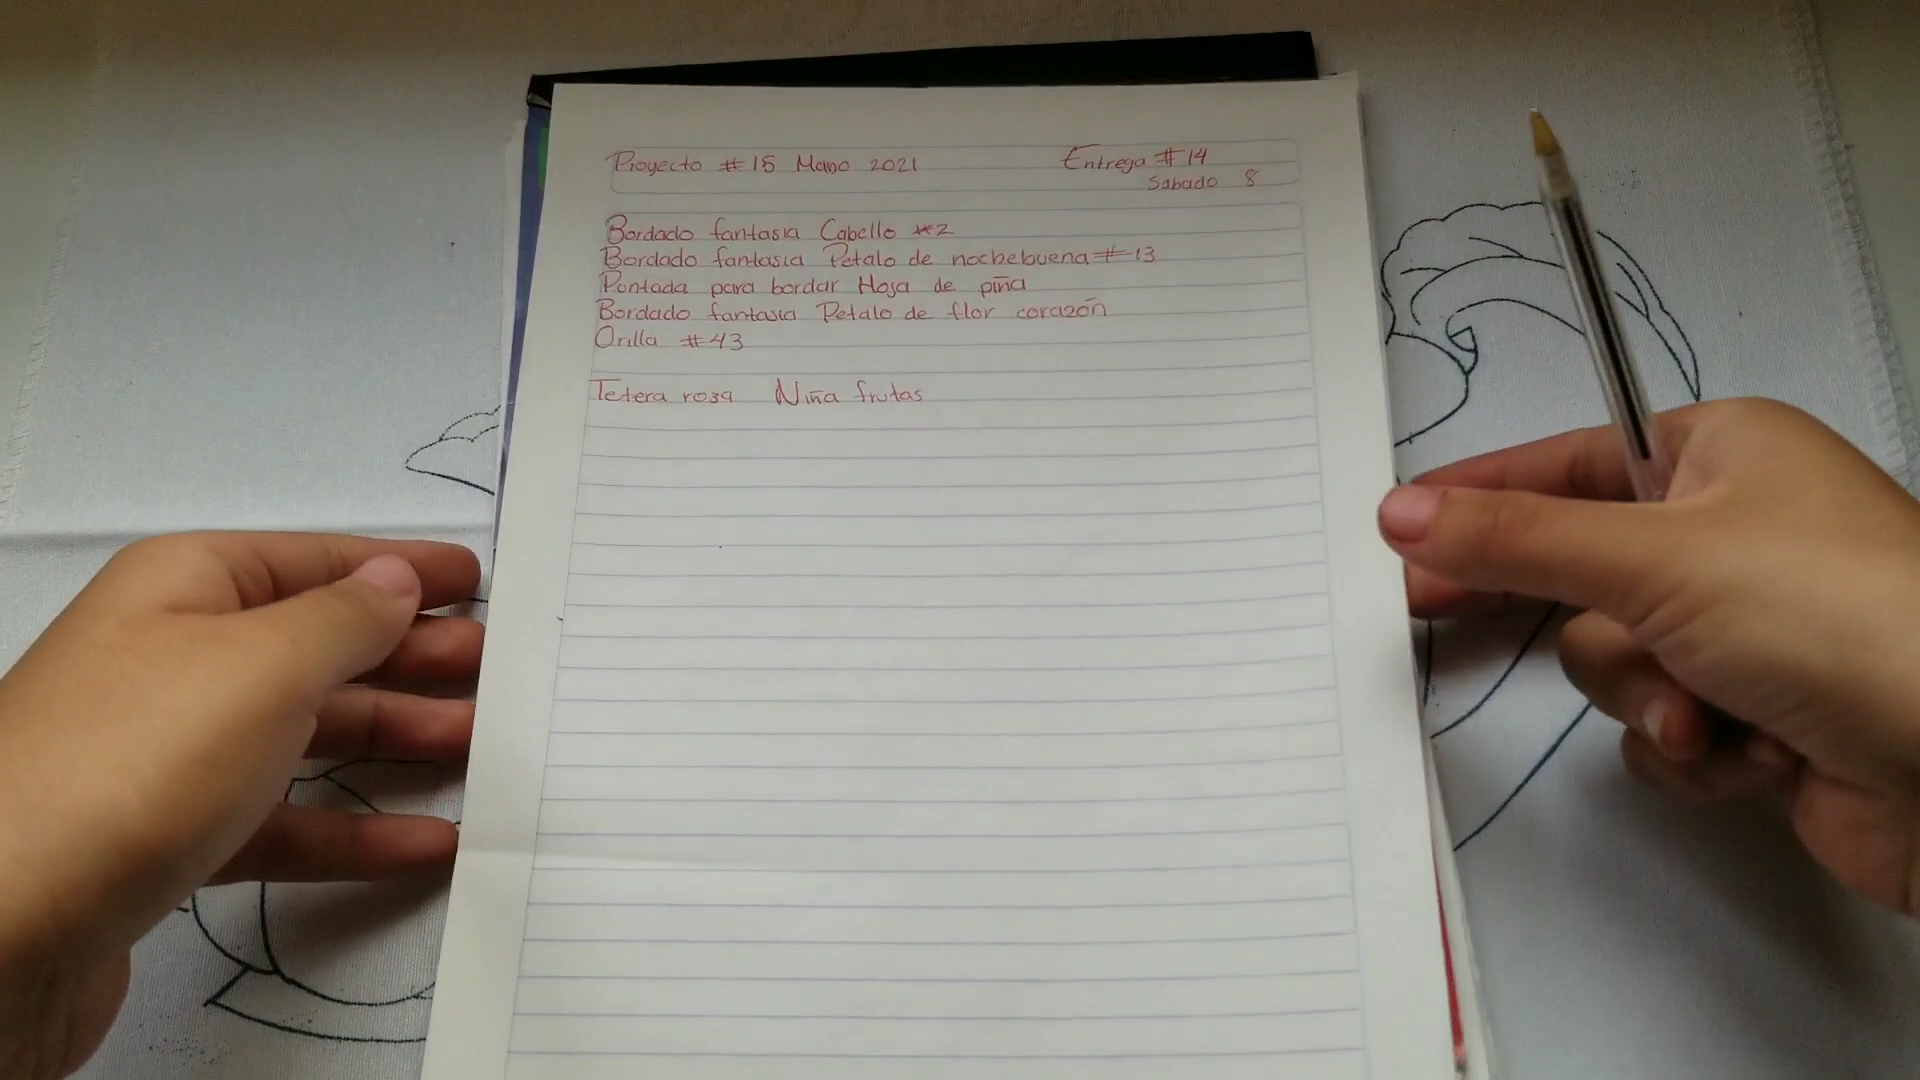 Proyecto #15 Mayo 2021 Entrega #14
Sabado 8
Bordado fantasia Cabello #2
Bordado fantasia Petalo de nochebuena #13
Pontada para bordar Hoja de piña
Bordado fantasia Petalo de flor corazón
Orilla #43
Tetera rosa Niña frutas